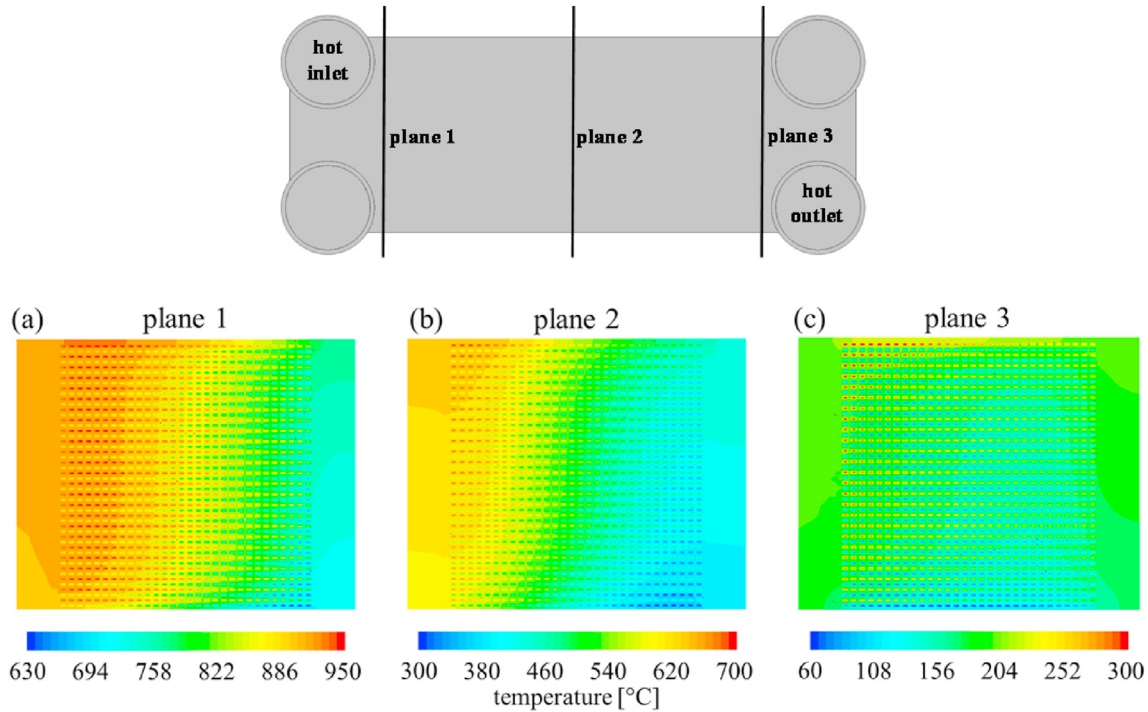 hot
inlet
plane 1
plane 2
plane 3
hot
outlet
(a)
plane 1
(b)
plane 2
(c)
plane 3
630 694 758 822 886 950
300 380 460 540 620 700
60 108 156 204 252 300
temperature [°C]